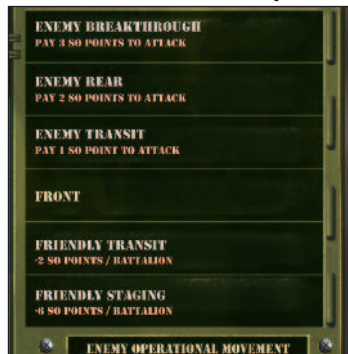 ENEMY BREAKTHROUGH
PAY 3 SO POINTS TO ATTACK
ENEMY REAR
PAY 2 SO POINTS TO ATTACK
ENEMY TRANSIT
PAY 1 SO POINT TO ATTACK
FRONT
FRIENDLY TRANSIT
-2 SO POINTS / BATTALION
FRIENDLY STAGING
-6 SO POINTS / BATTALION
ENEMY OPERATIONAL MOVEMENT